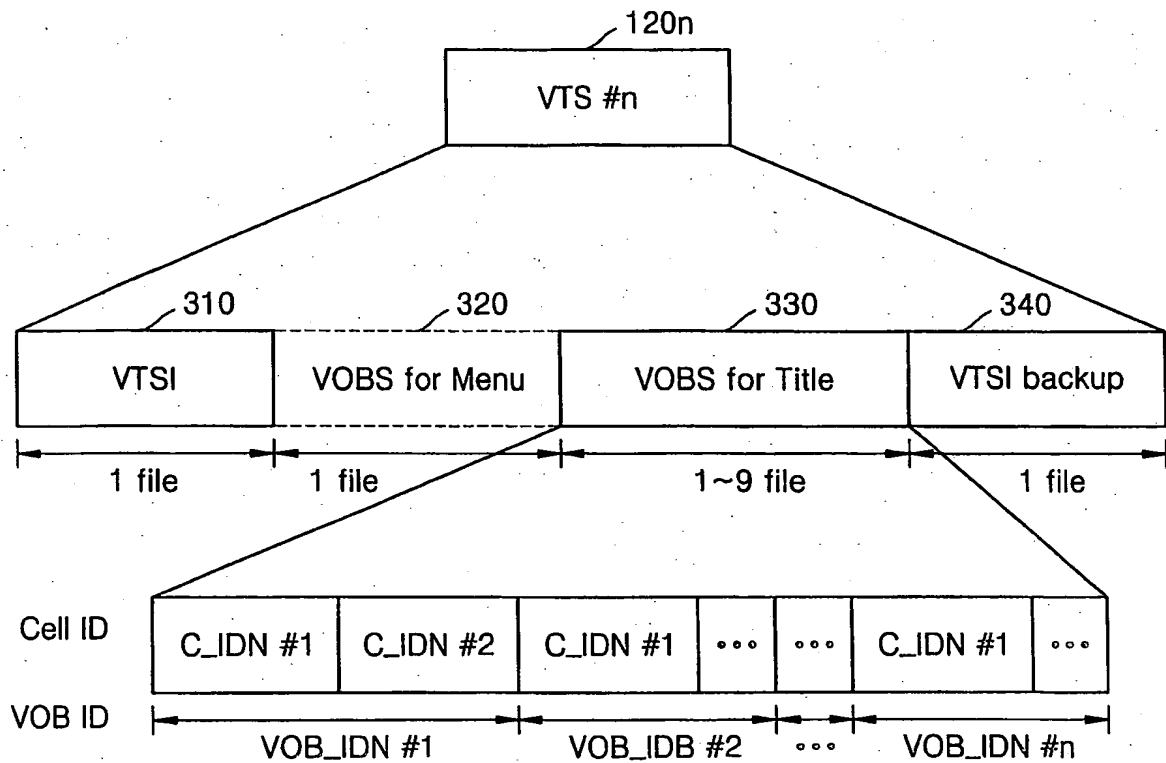 120n
VTS #n
310 320 330 340
VTSI VOBS for Menu VOBS for Title VTSI backup
1 file 1 file 1~9 file 1 file
Cell ID C_IDN #1 C_IDN #2 C_IDN #1 ••• ••• C_IDN #1 •••
VOB ID
VOB_IDN #1 VOB_IDB #2 ••• VOB_IDN #n